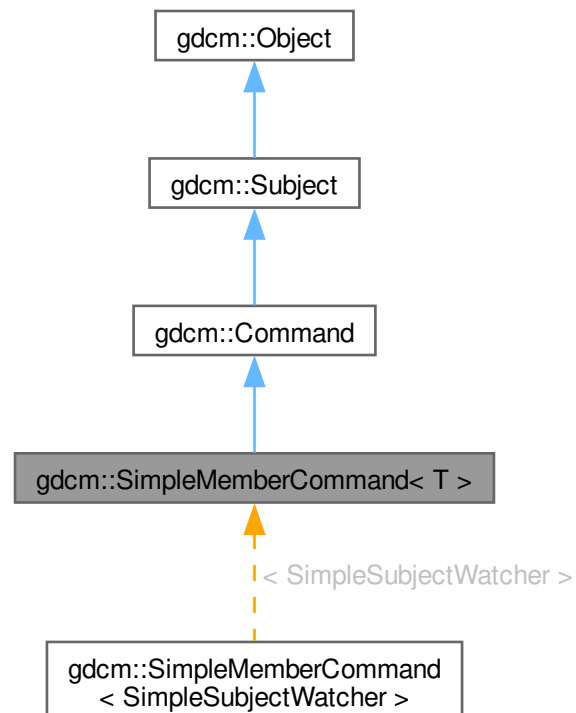 gdcm::Object
gdcm::Subject
gdcm::Command
gdcm::SimpleMemberCommand< T >
< SimpleSubjectWatcher >
gdcm::SimpleMemberCommand
< SimpleSubjectWatcher >